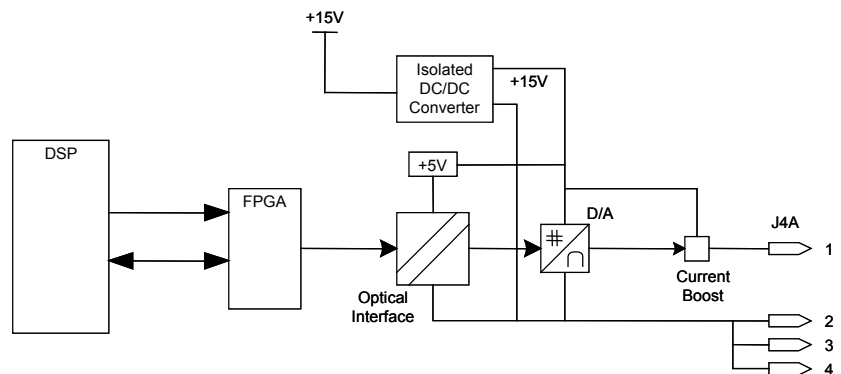 +15V
Isolated
DC/DC
Converter
+15V
DSP
+5V
FPGA
D/A
J4A
#
1
Current
Boost
Optical
Interface
2
3
4